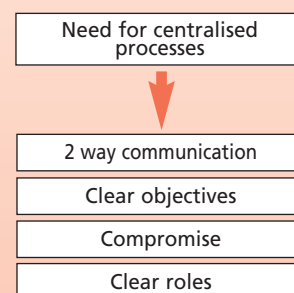 Need for centralised
processes
2 way communication
Clear objectives
Compromise
Clear roles